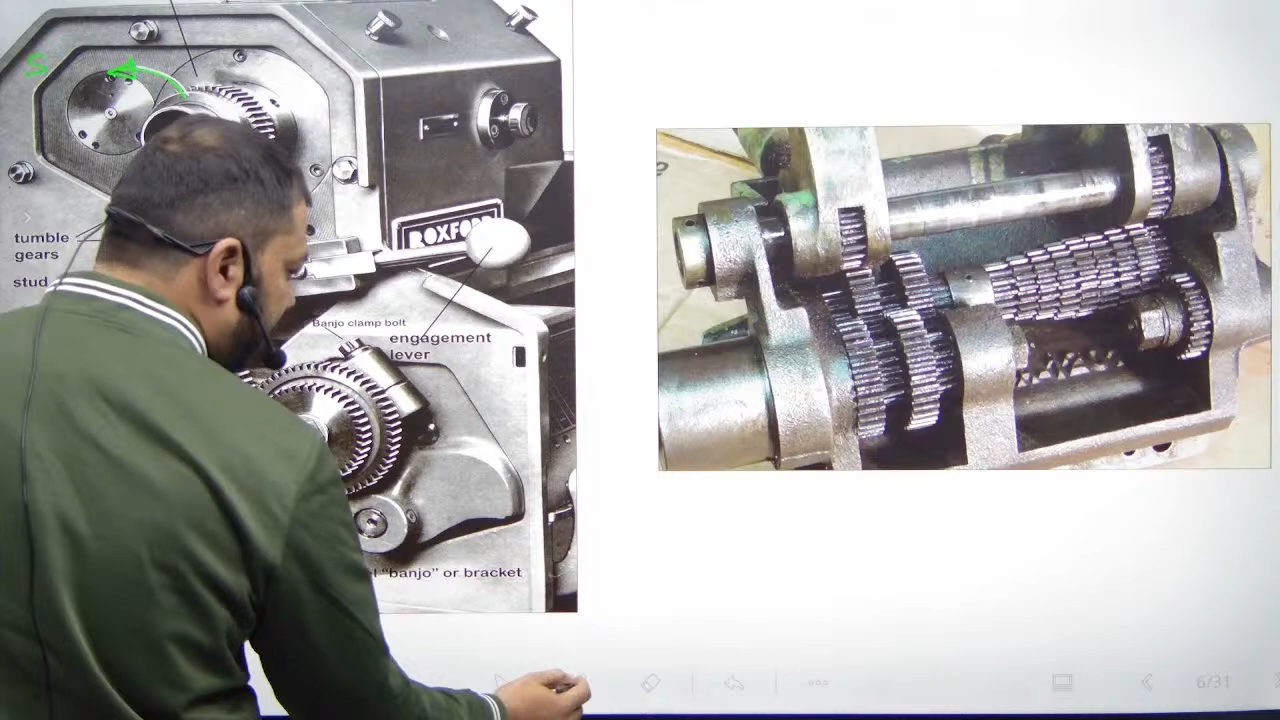 S
tumble
gears
stud
BOXFORD
Banjo clamp bolt
engagement
lever
"banjo" or bracket
6/31